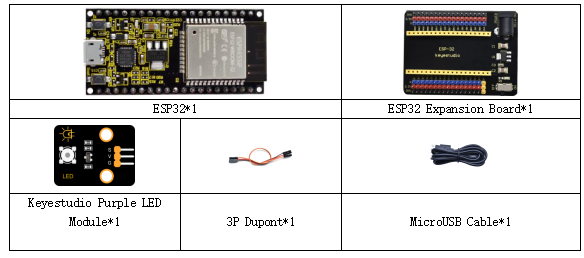 ESP-32
keyestudio
ESP32*1
ESP32 Expansion Board*1
S
V
G
LED
Keyestudio Purple LED
Module*1
3P Dupont*1
MicroUSB Cable*1